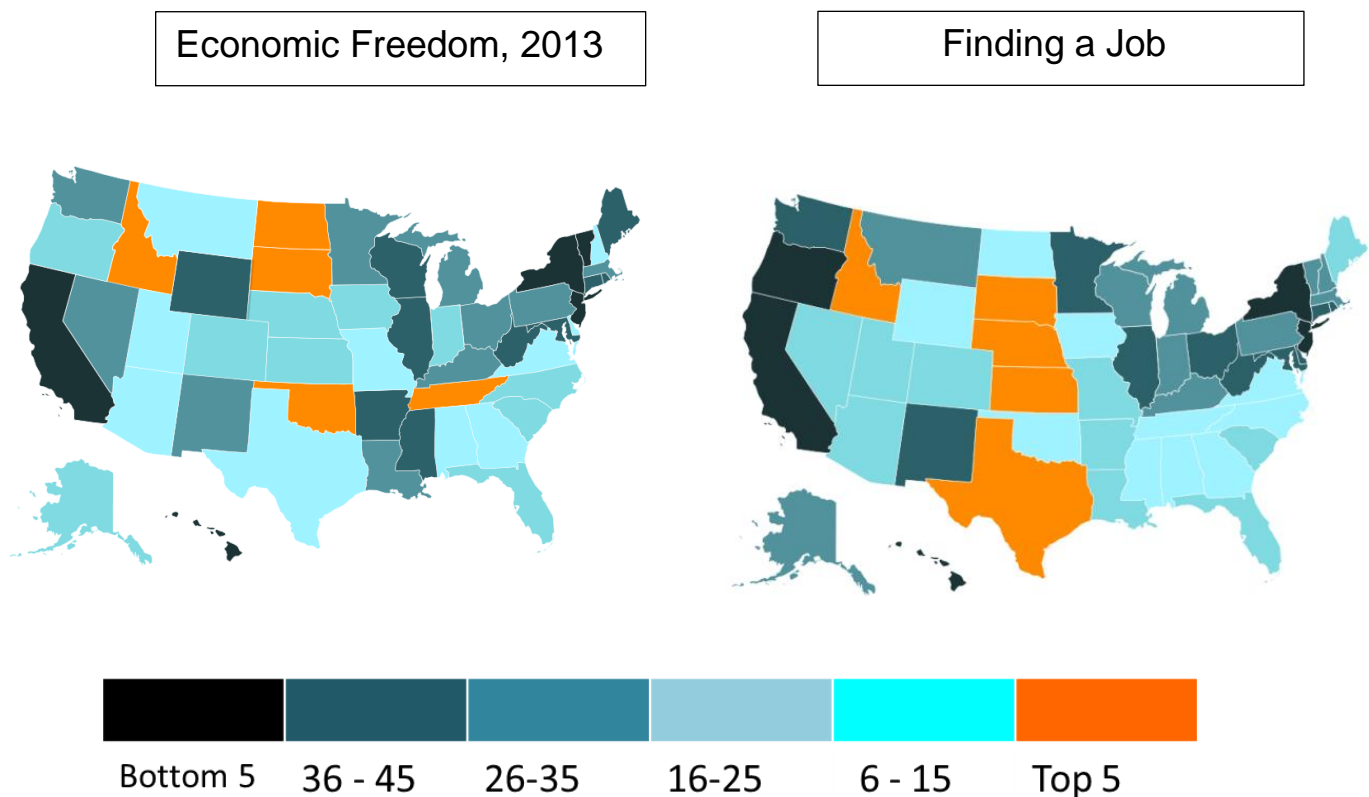 Economic Freedom, 2013
Finding a Job
Bottom 5
36 - 45
26-35
16-25
6 - 15
Top 5